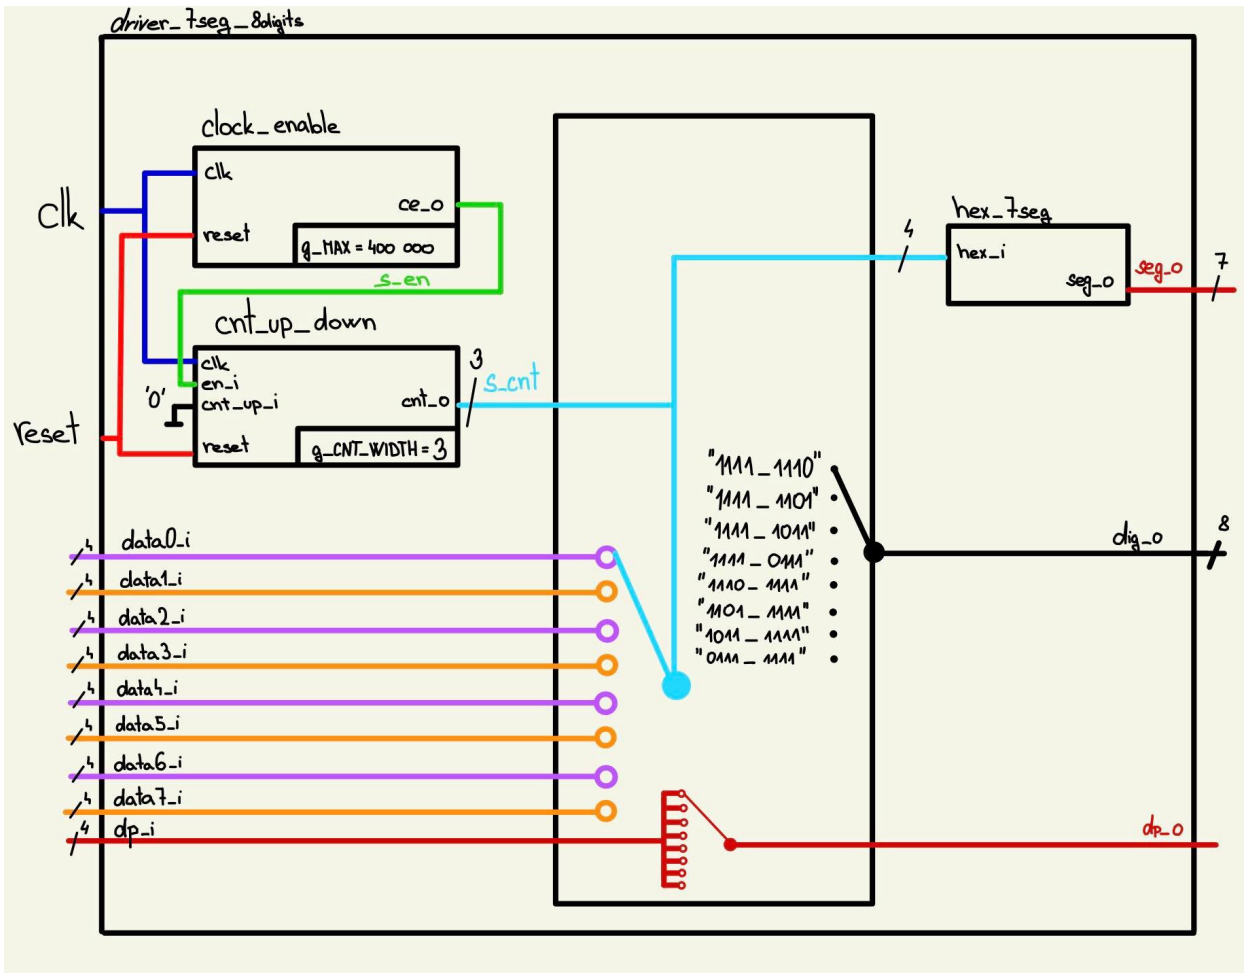 driver_7seg_8digits
clock_enable
clk
ce_o
reset
g_MAX = 400 000
s_en
Clk
cnt_up_down
clk
en_i
'0'
cnt_up_i
cnt_o
reset
g_CNT_WIDTH = 3
3
s_cnt
reset
4
hex_7seg
hex_i
seg_o
seg_o
7
"1111_1110"
"1111_1101"
"1111_1011"
"1111_0111"
"1110_1111"
"1101_1111"
"1011_1111"
"0111_1111"
dig_o
8
4 data0_i
4 data1_i
4 data2_i
4 data3_i
4 data4_i
4 data5_i
4 data6_i
4 data7_i
4 dp_i
dp_o